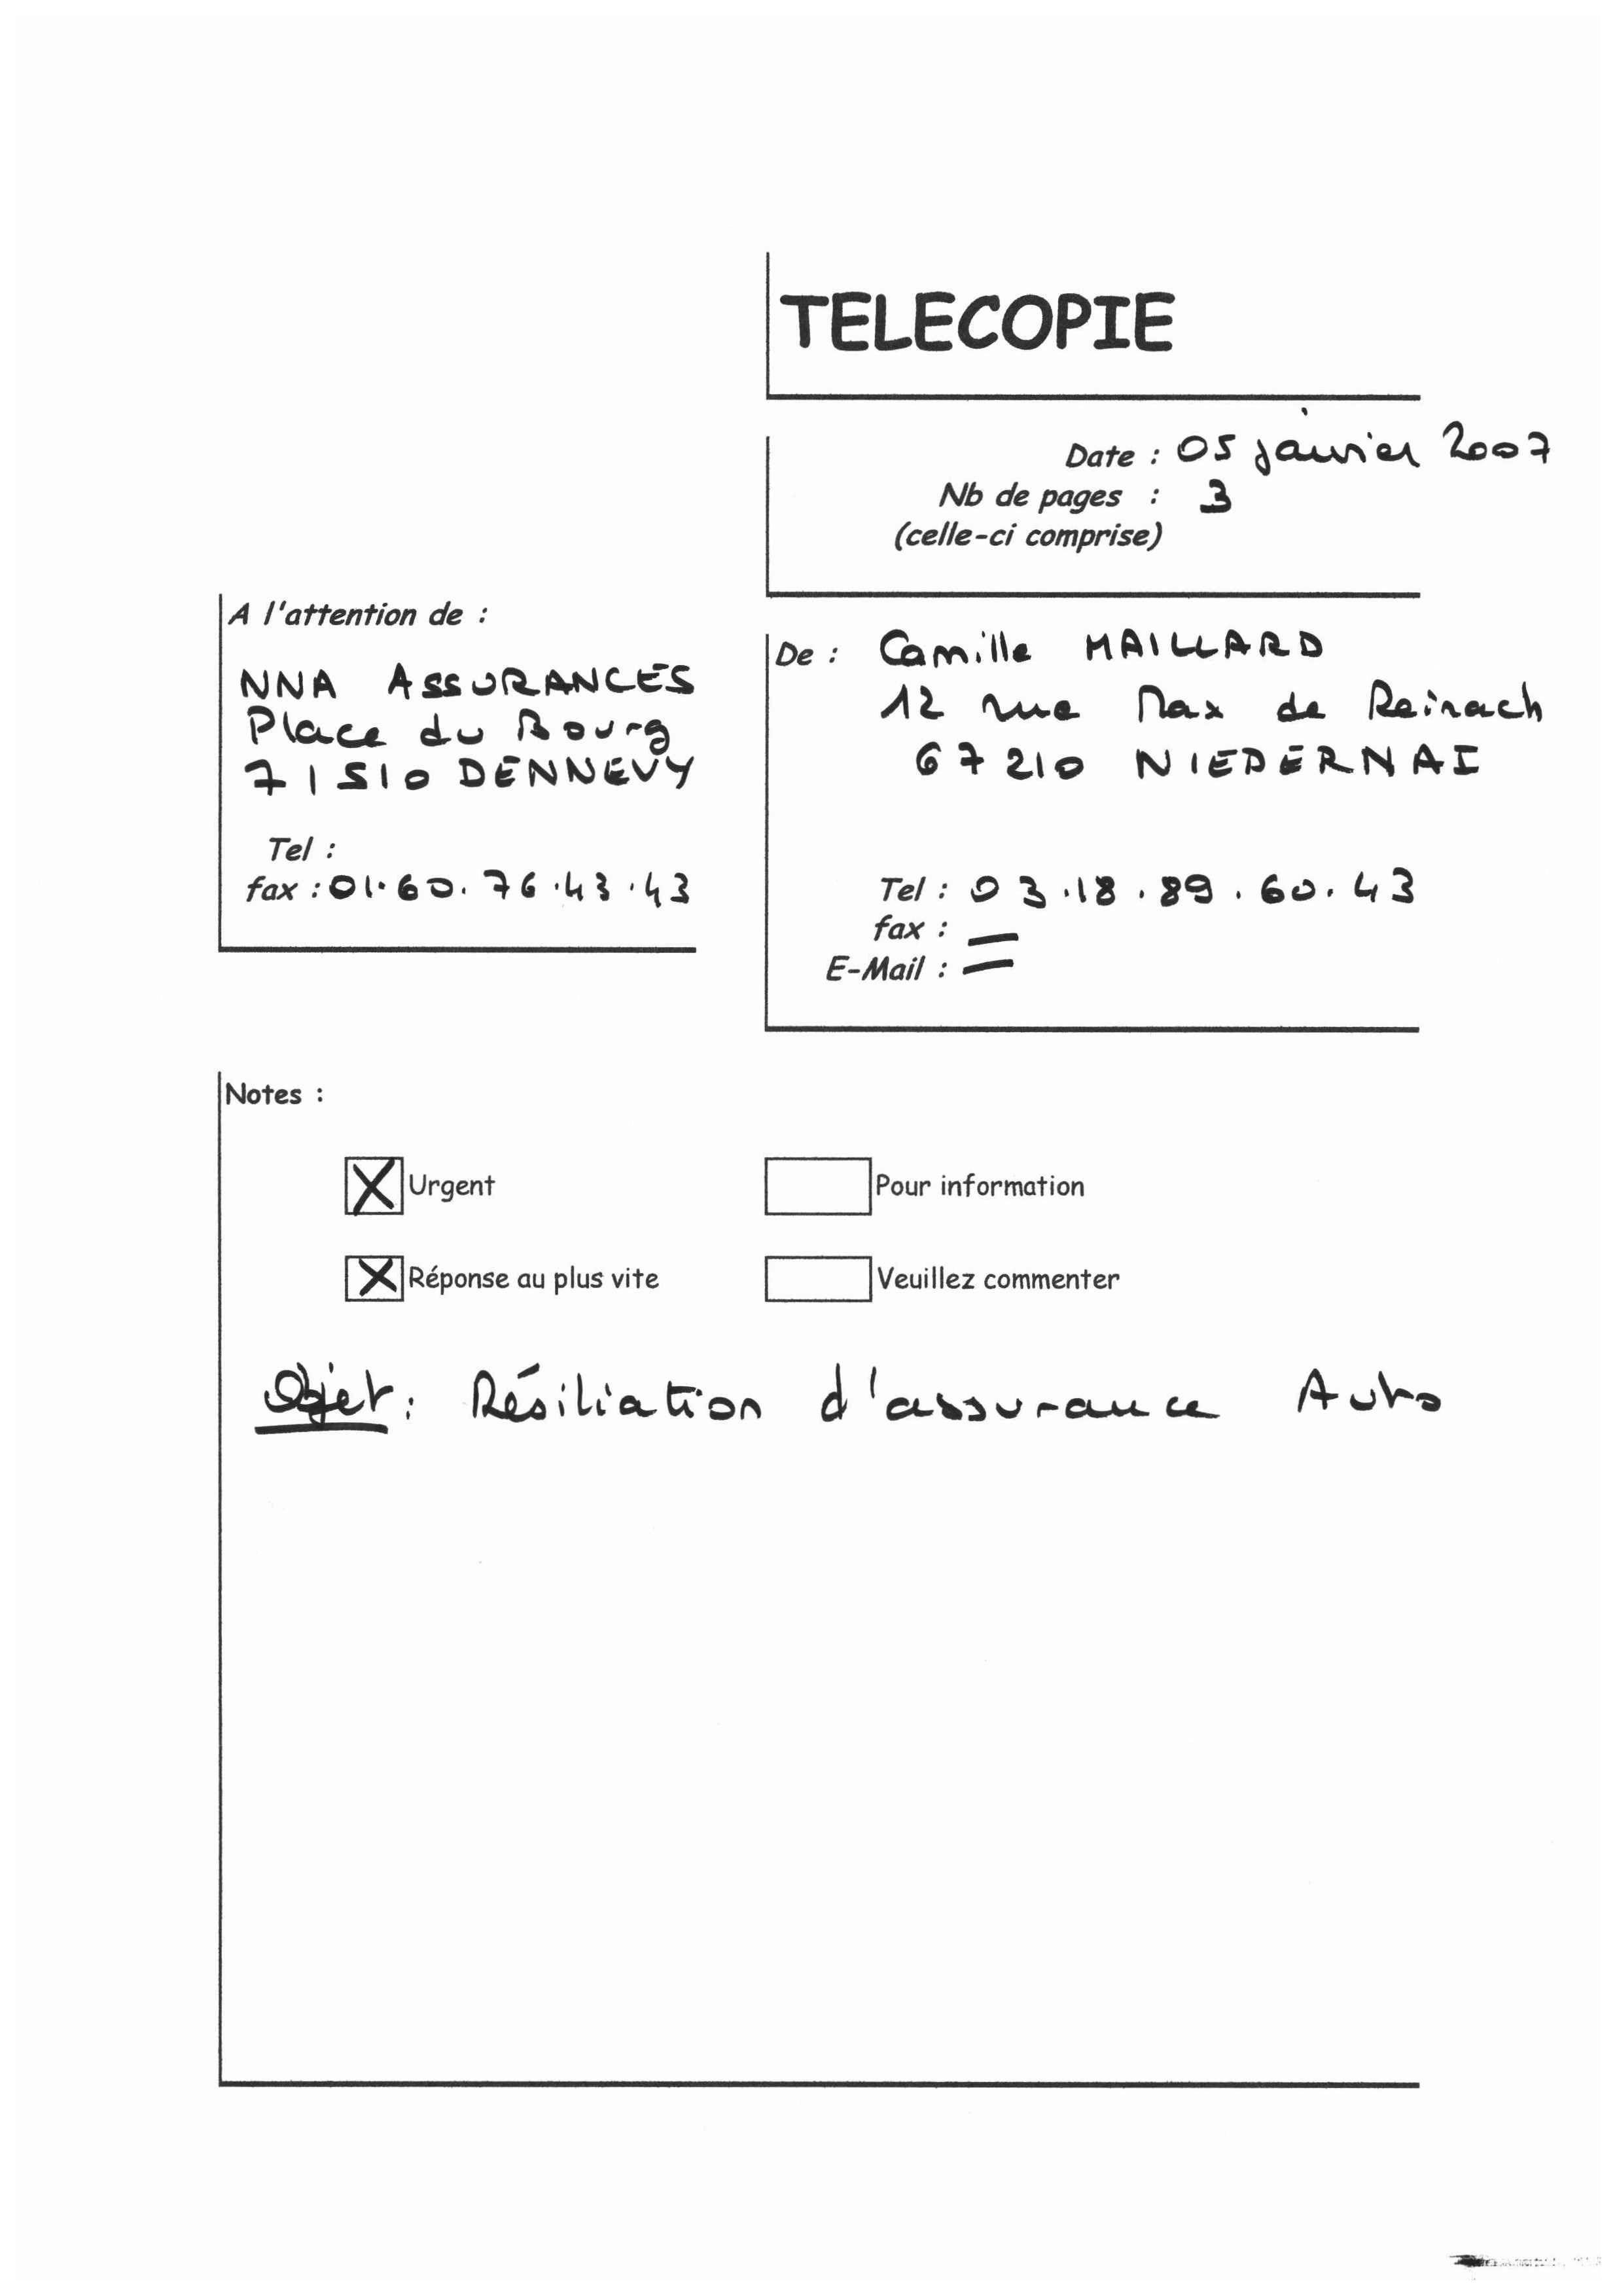 TELECOPIE
Date : 05 janvier 2007
Nb de pages : 3
(celle-ci comprise)
A l'attention de :
NNA ASSURANCES
Place du Bourg
71510 DENNEVY
Tel :
fax : 01.60.76.43.43
De : Camille MAILLARD
12 rue Max de Reinach
67210 NIEDERNAI
Tel : 03.18.89.60.43
fax : —
E-Mail : —
Notes :
X Urgent
Pour information
X Réponse au plus vite
Veuillez commenter
Objet : Résiliation d'assurance Auto